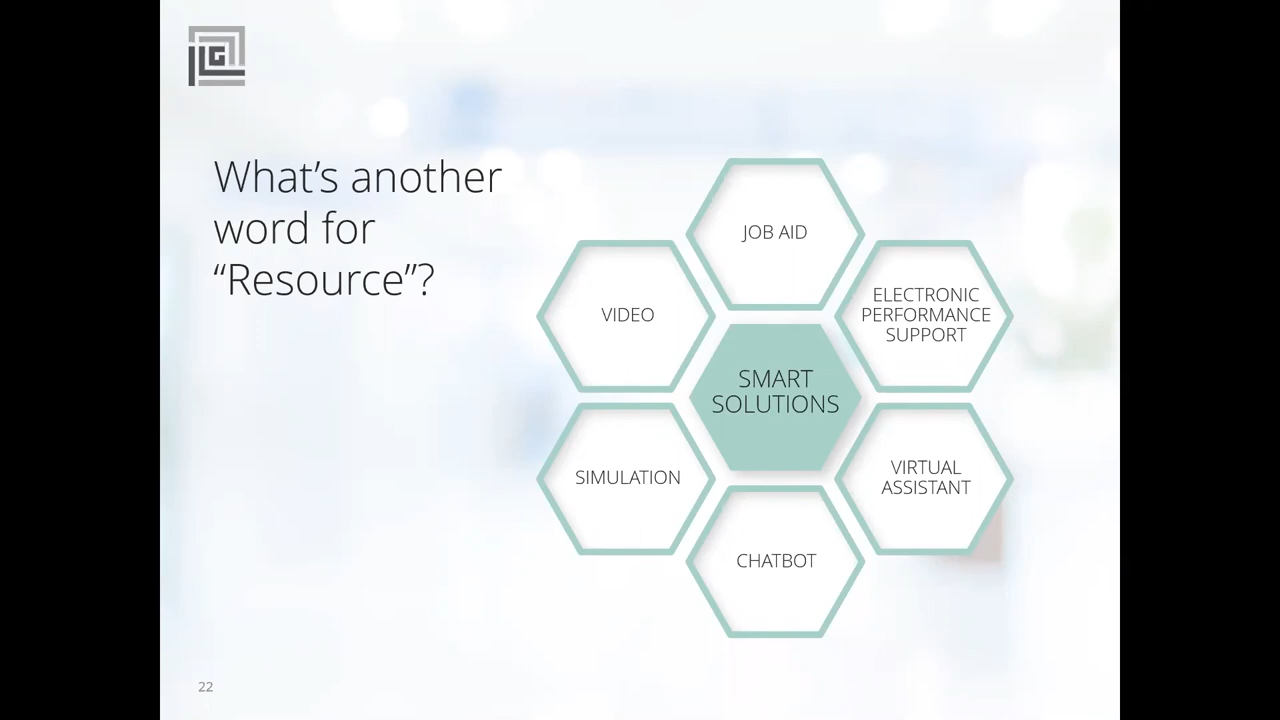 What’s another
word for
“Resource”?
JOB AID
VIDEO
ELECTRONIC
PERFORMANCE
SUPPORT
SMART
SOLUTIONS
SIMULATION
VIRTUAL
ASSISTANT
CHATBOT
22